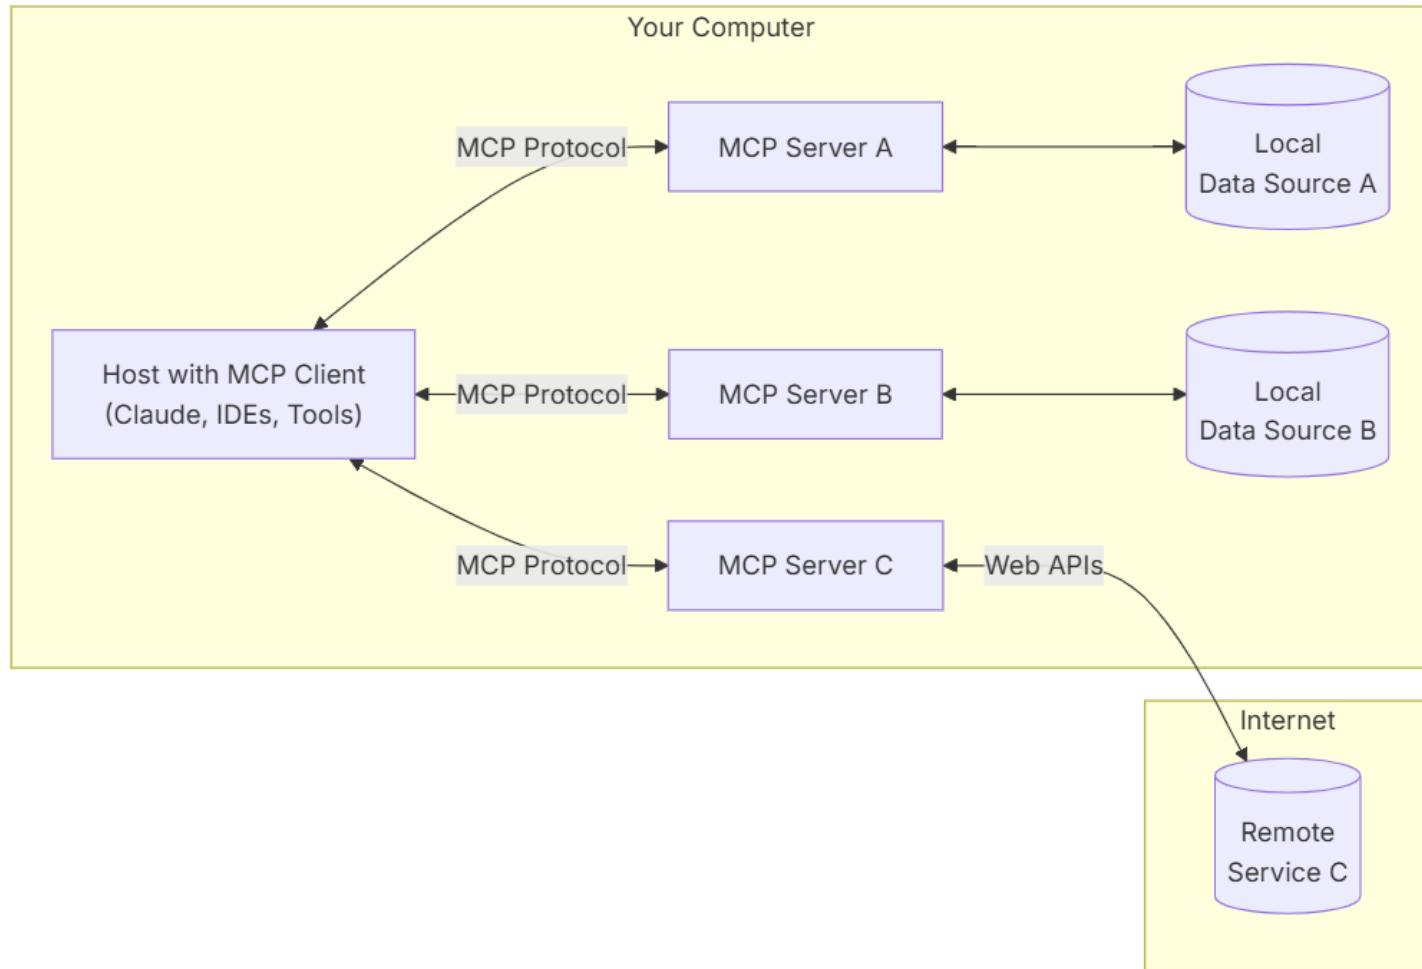 Your Computer
MCP Protocol
MCP Server A
Local
Data Source A
Host with MCP Client
(Claude, IDEs, Tools)
MCP Protocol
MCP Server B
Local
Data Source B
MCP Protocol
MCP Server C
Web APIs
Internet
Remote
Service C